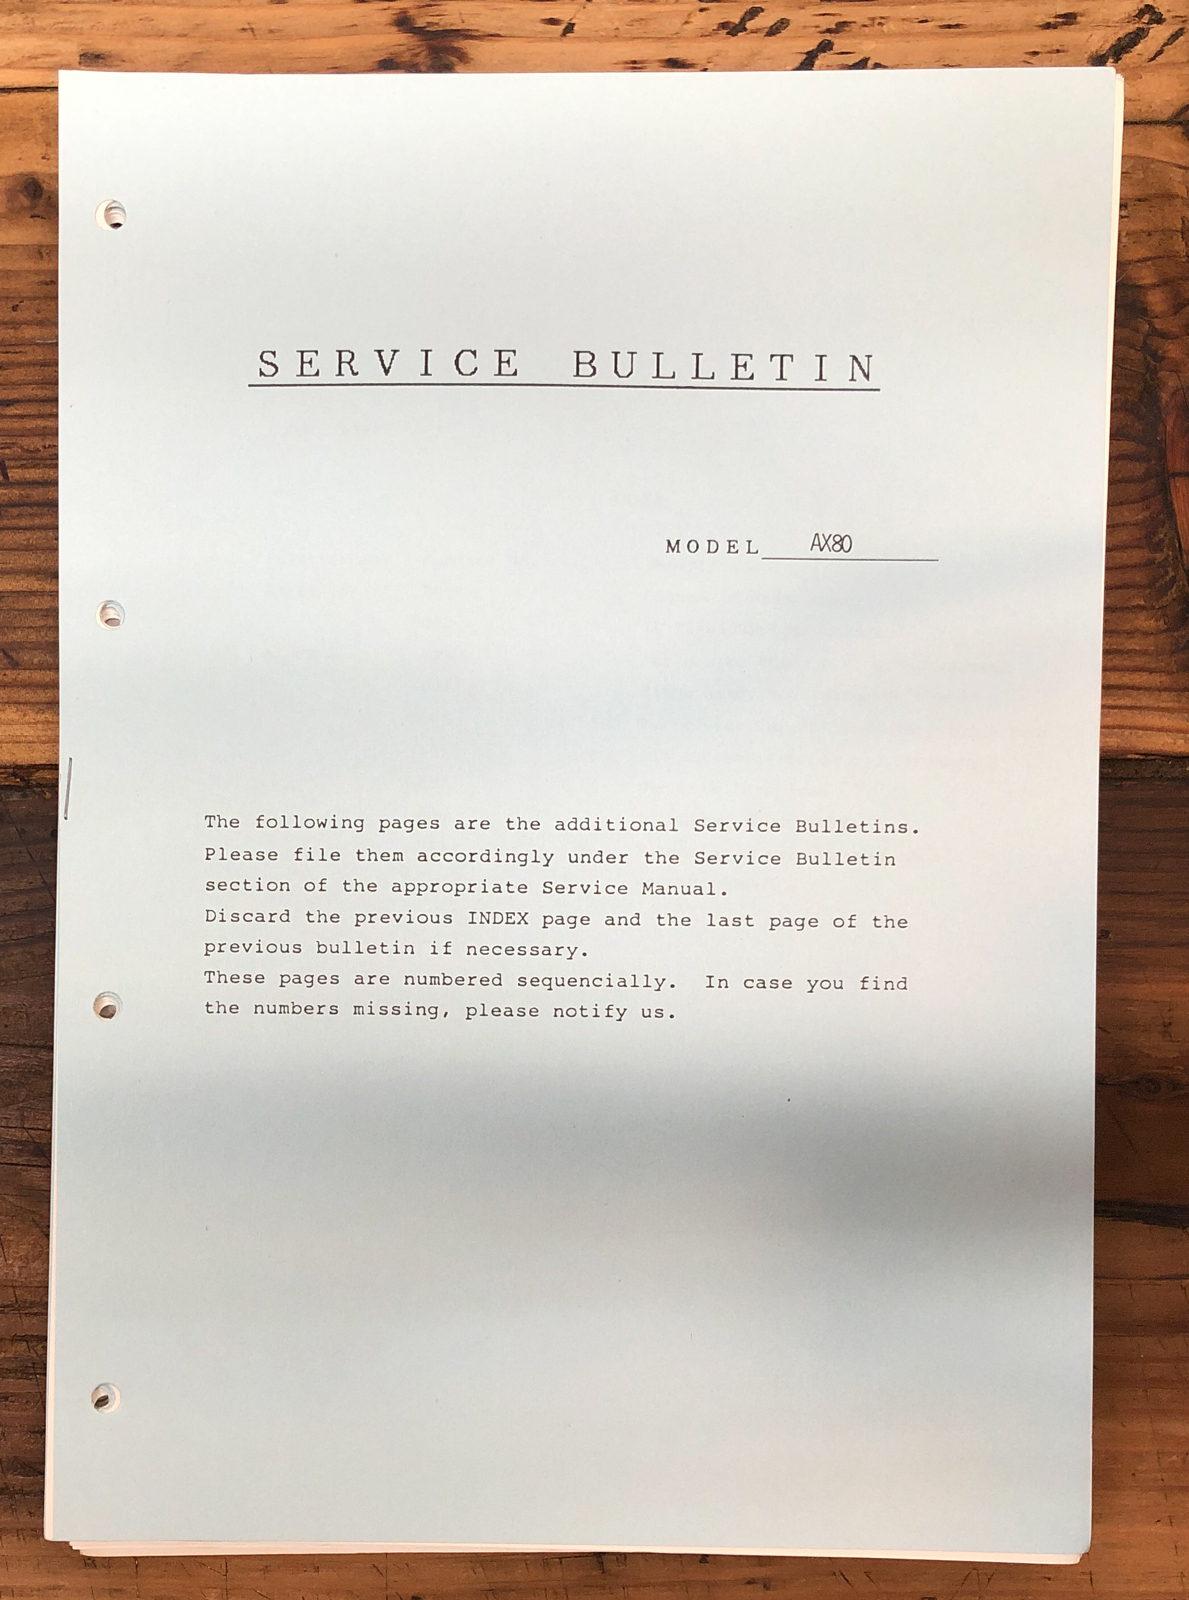 SERVICE BULLETIN
MODEL AX80
The following pages are the additional Service Bulletins.
Please file them accordingly under the Service Bulletin
section of the appropriate Service Manual.
Discard the previous INDEX page and the last page of the
previous bulletin if necessary.
These pages are numbered sequencially. In case you find
the numbers missing, please notify us.